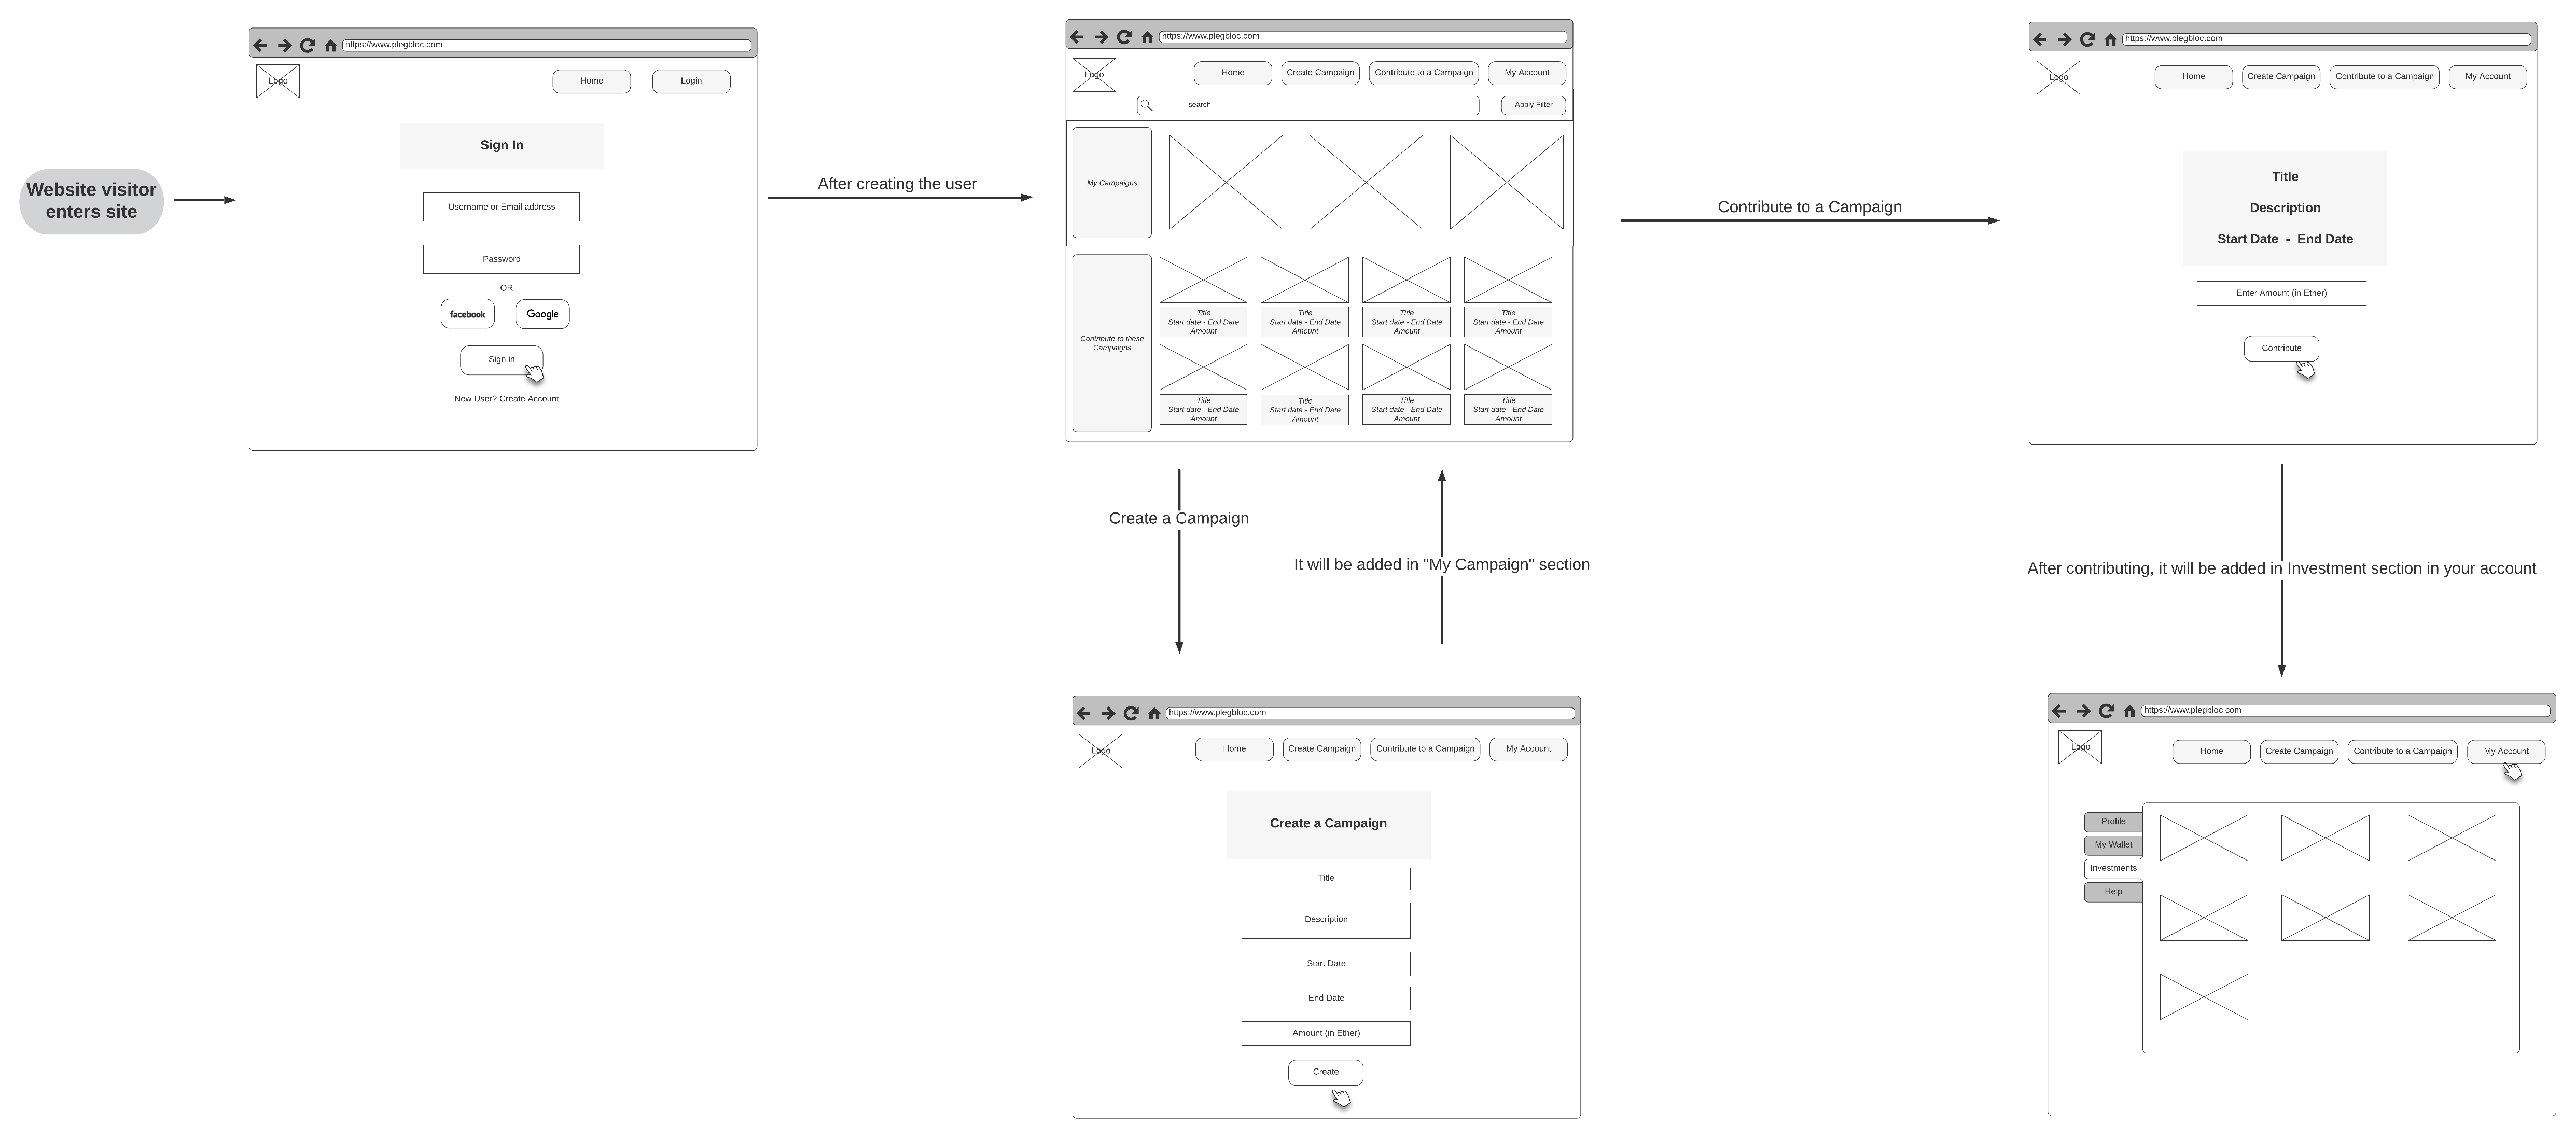 Website visitor
enters site
https://www.plegbloc.com
Logo
Home
Login
Sign In
Username or Email address
Password
OR
facebook
Google
Sign in
New User? Create Account
After creating the user
https://www.plegbloc.com
Logo
Home
Create Campaign
Contribute to a Campaign
My Account
search
Apply Filter
My Campaigns
Contribute to these
Campaigns
Title
Start date - End Date
Amount
Title
Start date - End Date
Amount
Title
Start date - End Date
Amount
Title
Start date - End Date
Amount
Title
Start date - End Date
Amount
Title
Start date - End Date
Amount
Title
Start date - End Date
Amount
Title
Start date - End Date
Amount
Contribute to a Campaign
https://www.plegbloc.com
Logo
Home
Create Campaign
Contribute to a Campaign
My Account
Title
Description
Start Date - End Date
Enter Amount (in Ether)
Contribute
Create a Campaign
It will be added in "My Campaign" section
After contributing, it will be added in Investment section in your account
https://www.plegbloc.com
Logo
Home
Create Campaign
Contribute to a Campaign
My Account
Create a Campaign
Title
Description
Start Date
End Date
Amount (in Ether)
Create
https://www.plegbloc.com
Logo
Home
Create Campaign
Contribute to a Campaign
My Account
Profile
My Wallet
Investments
Help